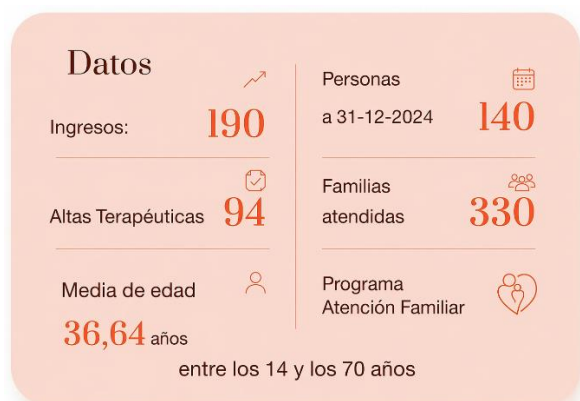 Datos
Ingresos: 190
Altas Terapéuticas 94
Media de edad
36,64 años
Personas
a 31-12-2024 140
Familias
atendidas 330
Programa
Atención Familiar
entre los 14 y los 70 años